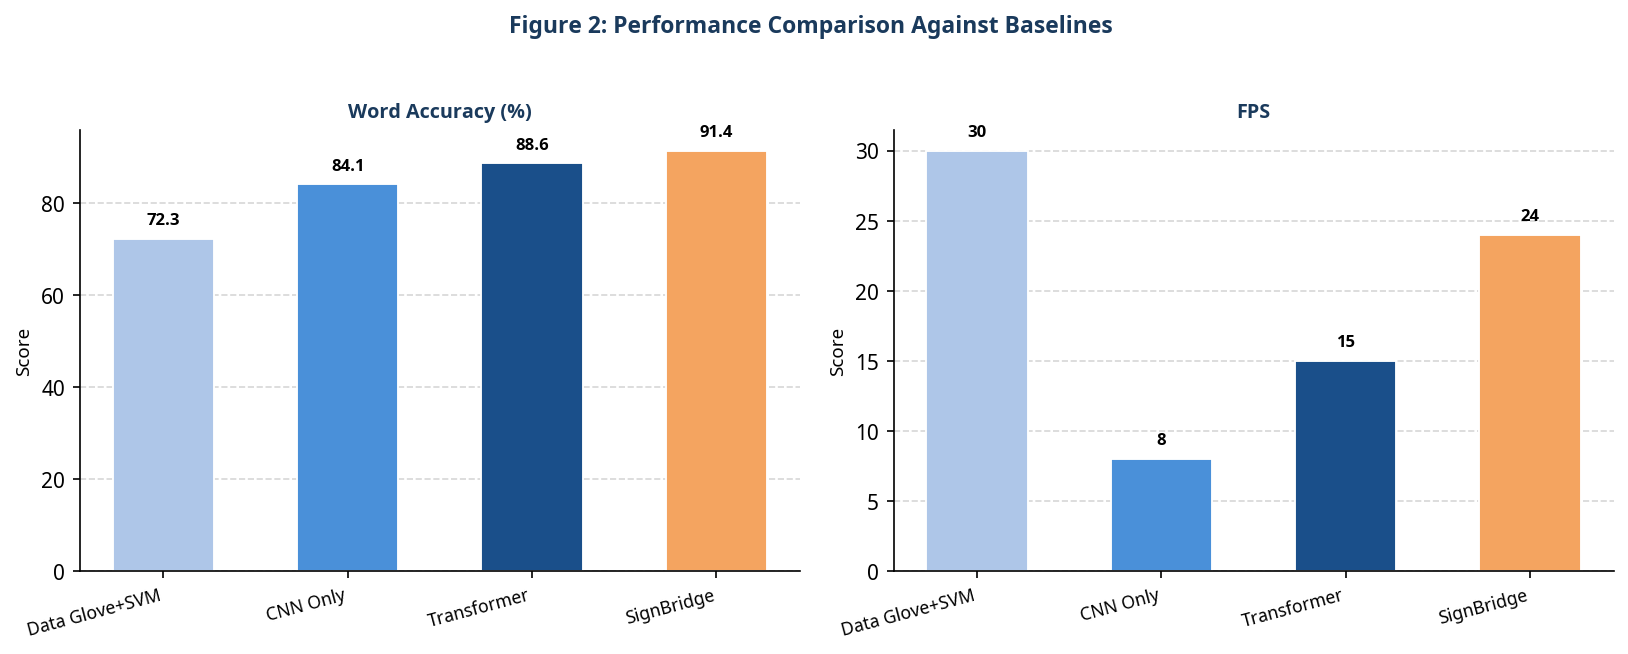 Figure 2: Performance Comparison Against Baselines
Word Accuracy (%)
Score
80
60
40
20
0
72.3
84.1
88.6
91.4
Data Glove+SVM
CNN Only
Transformer
SignBridge
FPS
Score
30
25
20
15
10
5
0
30
8
15
24
Data Glove+SVM
CNN Only
Transformer
SignBridge